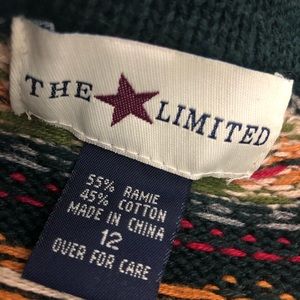 THE LIMITED
55% RAMIE
45% COTTON
MADE IN CHINA
12
OVER FOR CARE